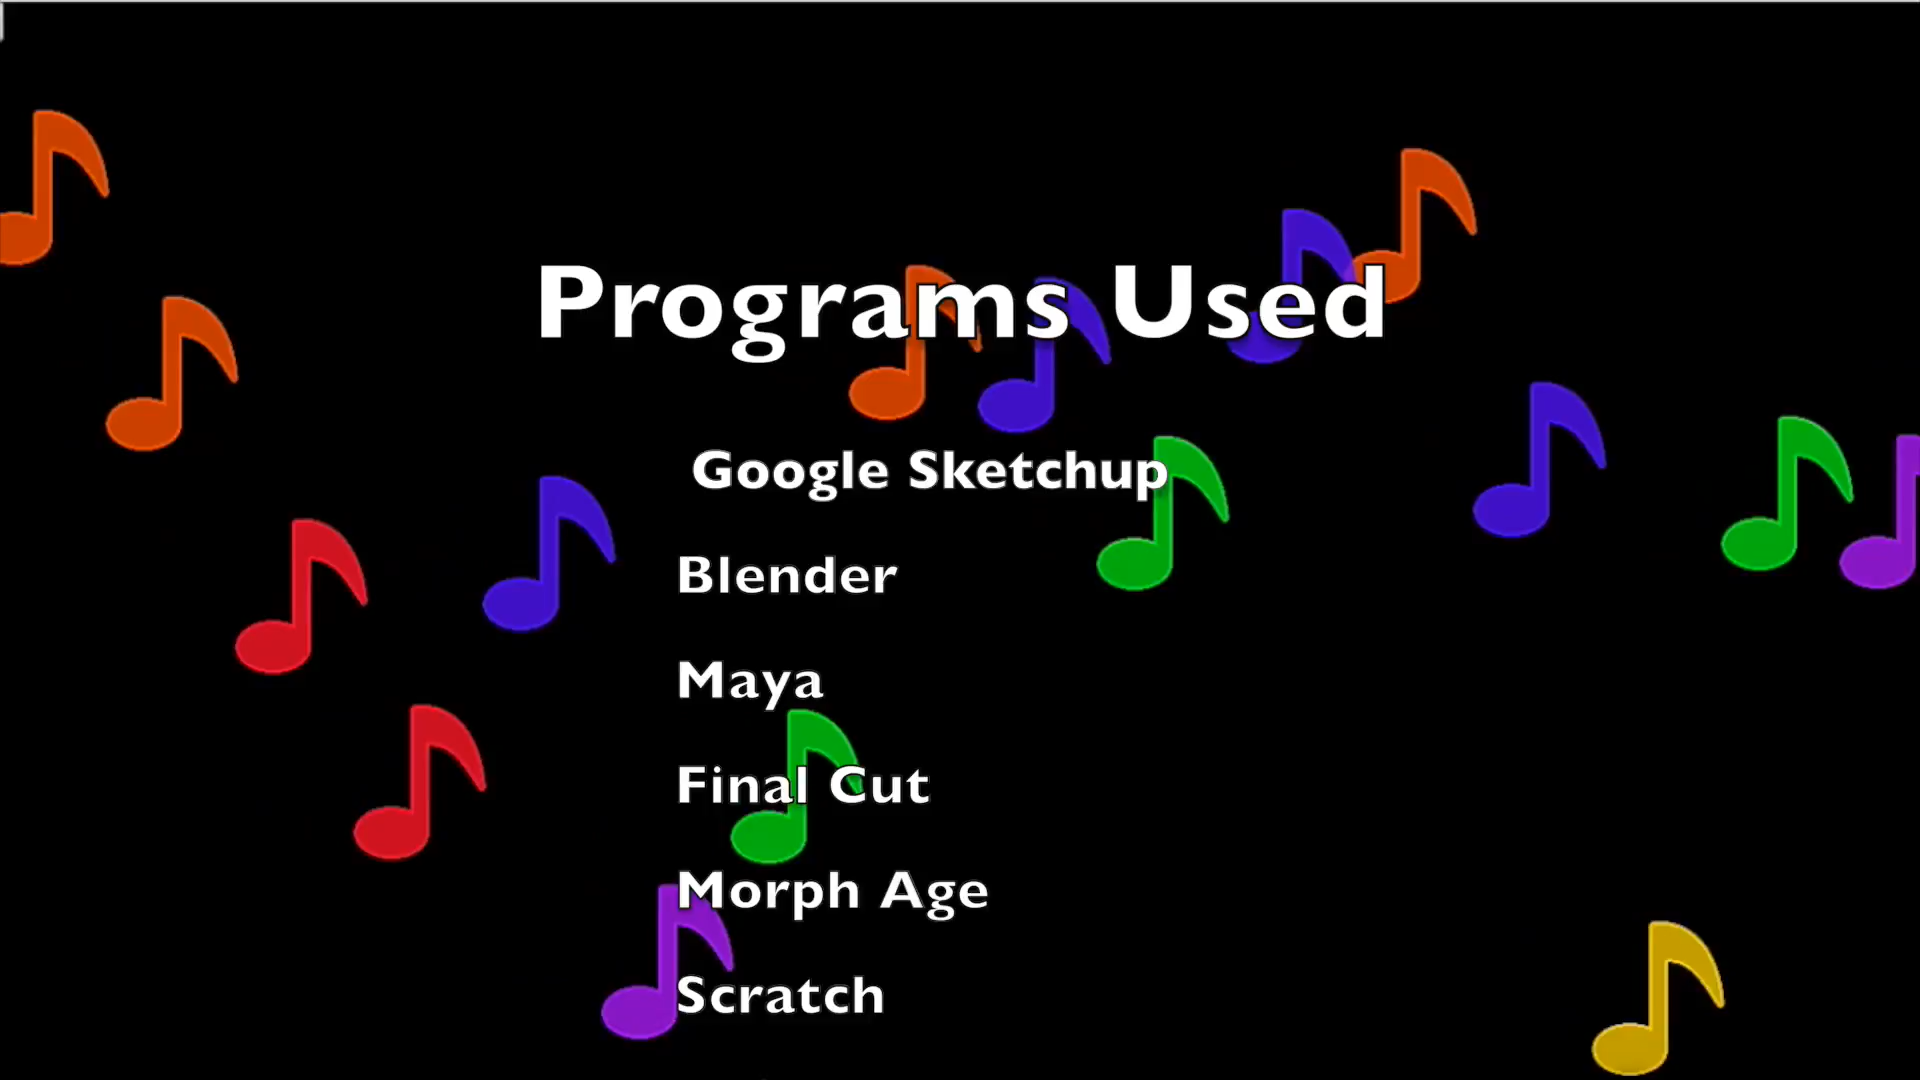 Programs Used
Google Sketchup
Blender
Maya
Final Cut
Morph Age
Scratch